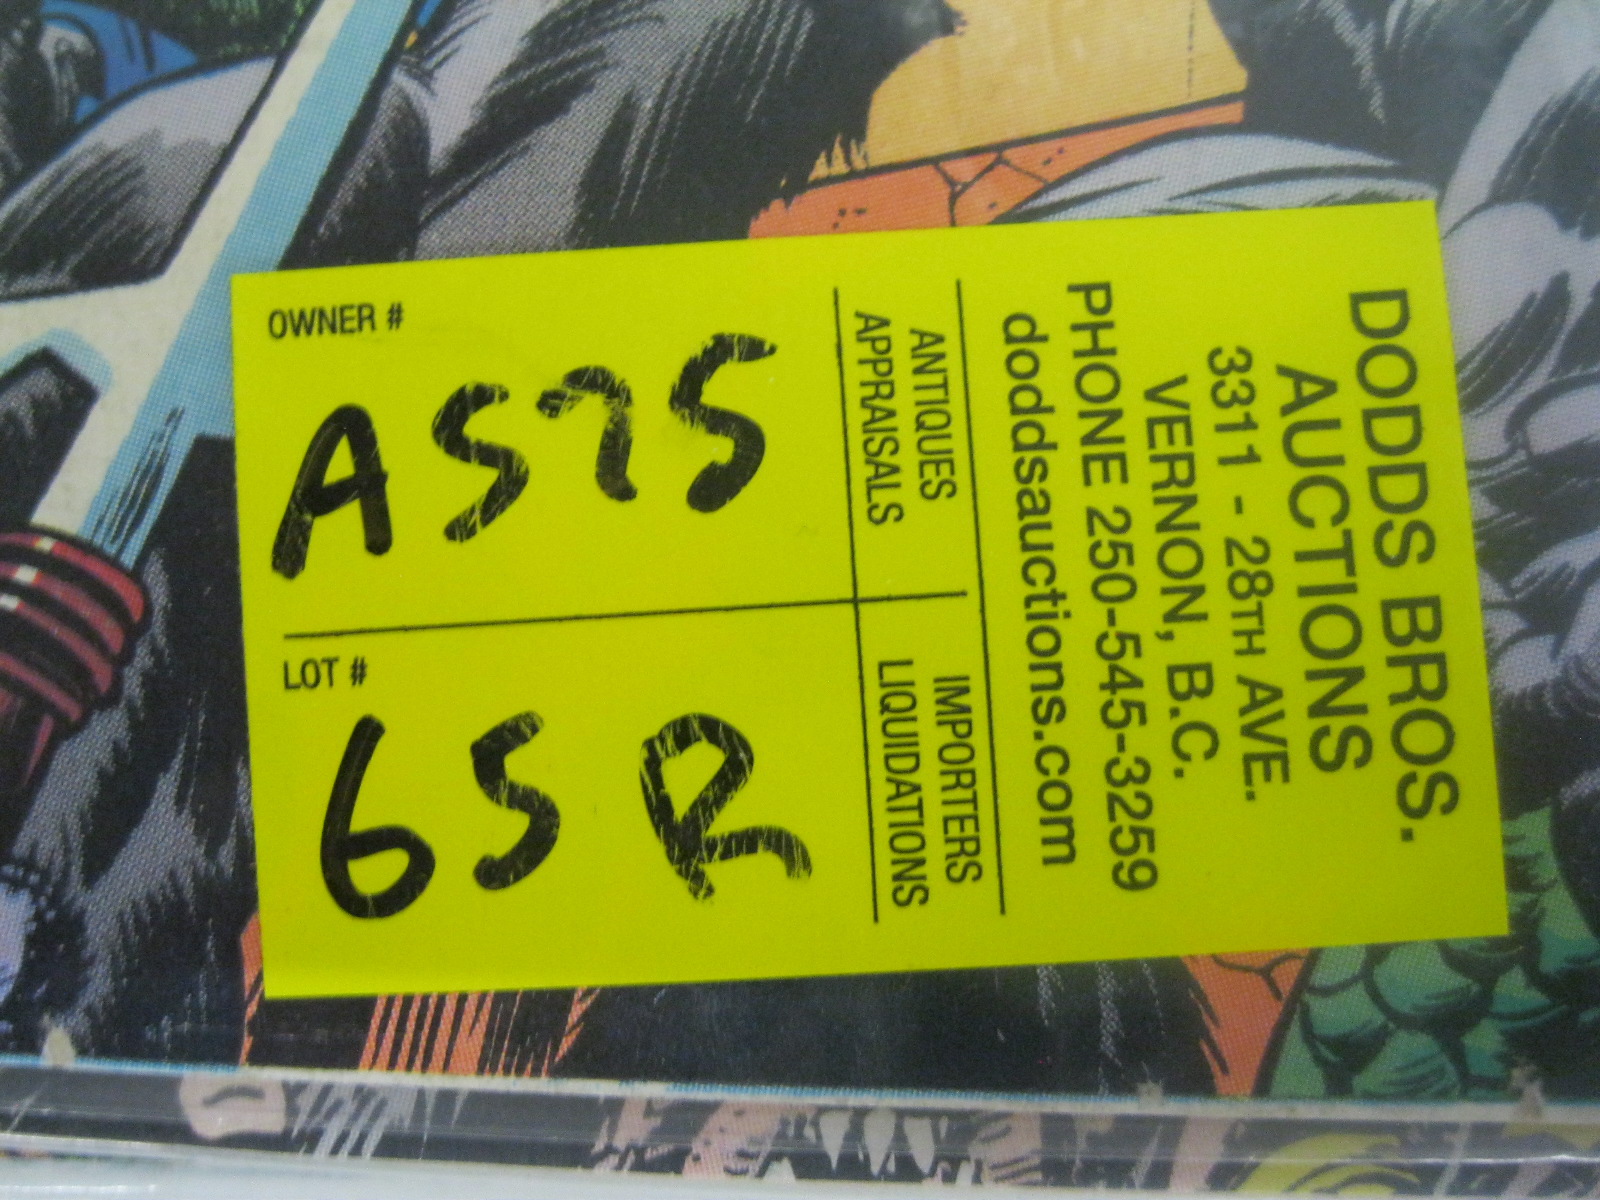 DODDS BROS.
AUCTIONS
3311 - 28TH AVE.
VERNON, B.C.
PHONE 250-545-3259
doddsauctions.com
ANTIQUES
APPRAISALS
IMPORTERS
LIQUIDATIONS
OWNER #
A575
LOT #
65R